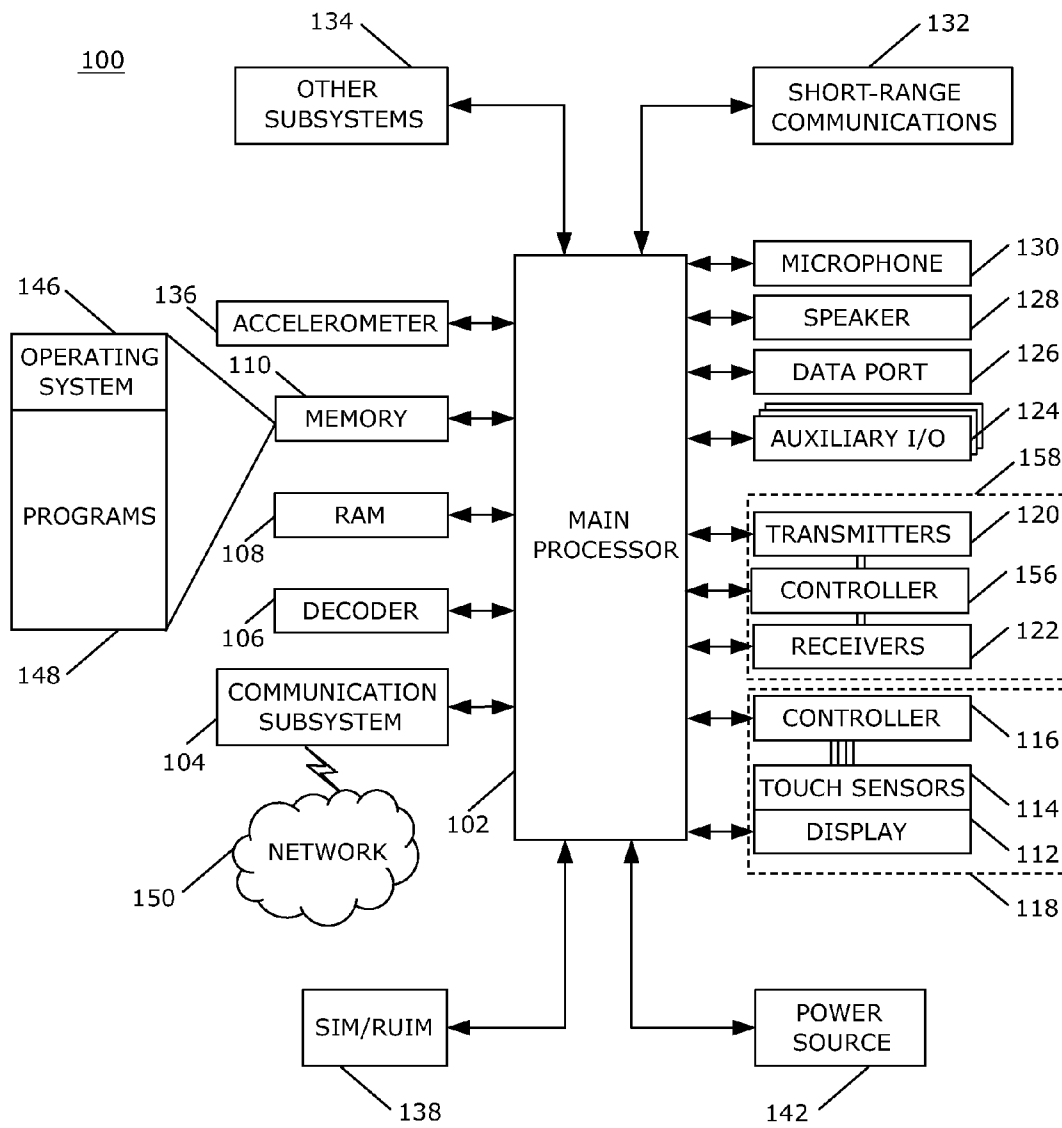 100
134
132
OTHER
SUBSYSTEMS
SHORT-RANGE
COMMUNICATIONS
146
136
ACCELEROMETER
OPERATING
SYSTEM
110
MEMORY
PROGRAMS
RAM
108
DECODER
106
148
COMMUNICATION
SUBSYSTEM
104
NETWORK
150
MAIN
PROCESSOR
102
MICROPHONE
130
SPEAKER
128
DATA PORT
126
AUXILIARY I/O
124
158
TRANSMITTERS
120
CONTROLLER
156
RECEIVERS
122
CONTROLLER
116
TOUCH SENSORS
114
DISPLAY
112
118
SIM/RUIM
138
POWER
SOURCE
142